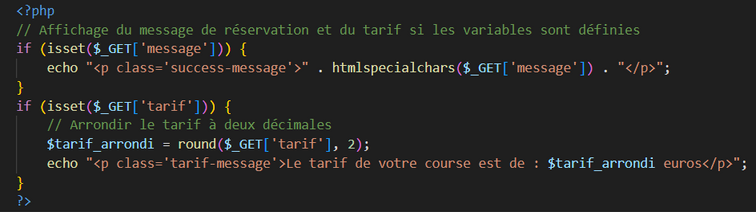 <?php
// Affichage du message de réservation et du tarif si les variables sont définies
if (isset($_GET['message'])) {
    echo "<p class='success-message'>" . htmlspecialchars($_GET['message']) . "</p>";
}
if (isset($_GET['tarif'])) {
    // Arrondir le tarif à deux décimales
    $tarif_arrondi = round($_GET['tarif'], 2);
    echo "<p class='tarif-message'>Le tarif de votre course est de : $tarif_arrondi euros</p>";
}
?>